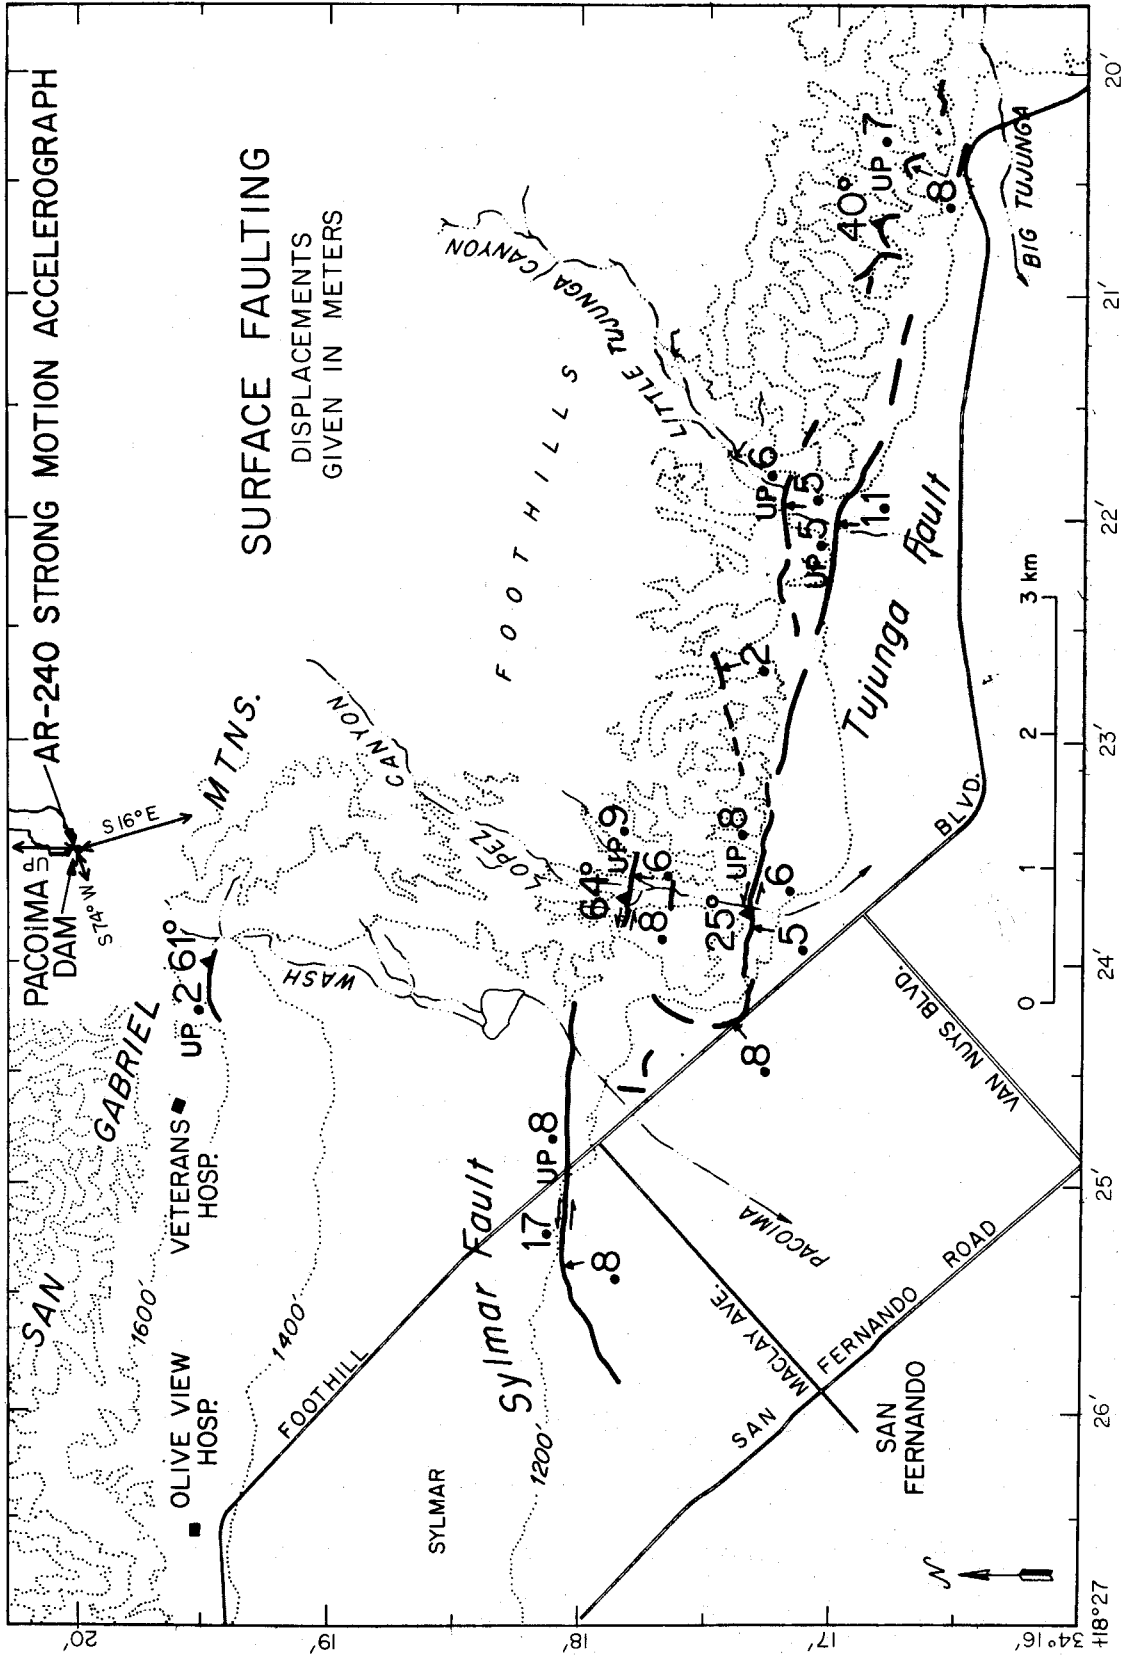 PACOIMA
DAM
AR-240 STRONG MOTION ACCELEROGRAPH
UP
S 16° E
S 74° W
SAN
GABRIEL
MTNS.
SURFACE FAULTING
DISPLACEMENTS
GIVEN IN METERS
OLIVE VIEW
HOSP.
VETERANS
HOSP.
UP .2
61°
1600'
1400'
1200'
FOOTHILL
WASH
CANYON
LOPEZ
FOOTHILLS
CANYON
LITTLE TUJUNGA
SYLMAR
Sylmar Fault
1.7
UP .8
.8
64°
UP .9
.6
.8
25°
UP .8
.6
.5
.8
.2
UP .6
.5
UP .5
1.1
40°
UP .7
.8
Tujunga Fault
BIG TUJUNGA
BLVD.
VAN NUYS BLVD.
PACOIMA
MACLAY AVE.
SAN
FERNANDO
ROAD
SAN
FERNANDO
N
0
1
2
3 km
20'
19'
18'
17'
34° 16'
118° 27
26'
25'
24'
23'
22'
21'
20'